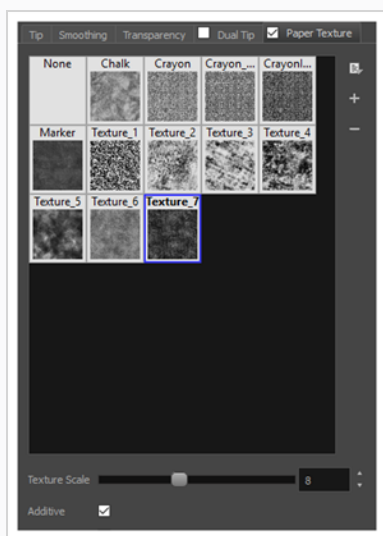 Tip Smoothing Transparency Dual Tip Paper Texture
None Chalk Crayon Crayon_... Crayonl...
Marker Texture_1 Texture_2 Texture_3 Texture_4
Texture_5 Texture_6 Texture_7
Texture Scale 8
Additive